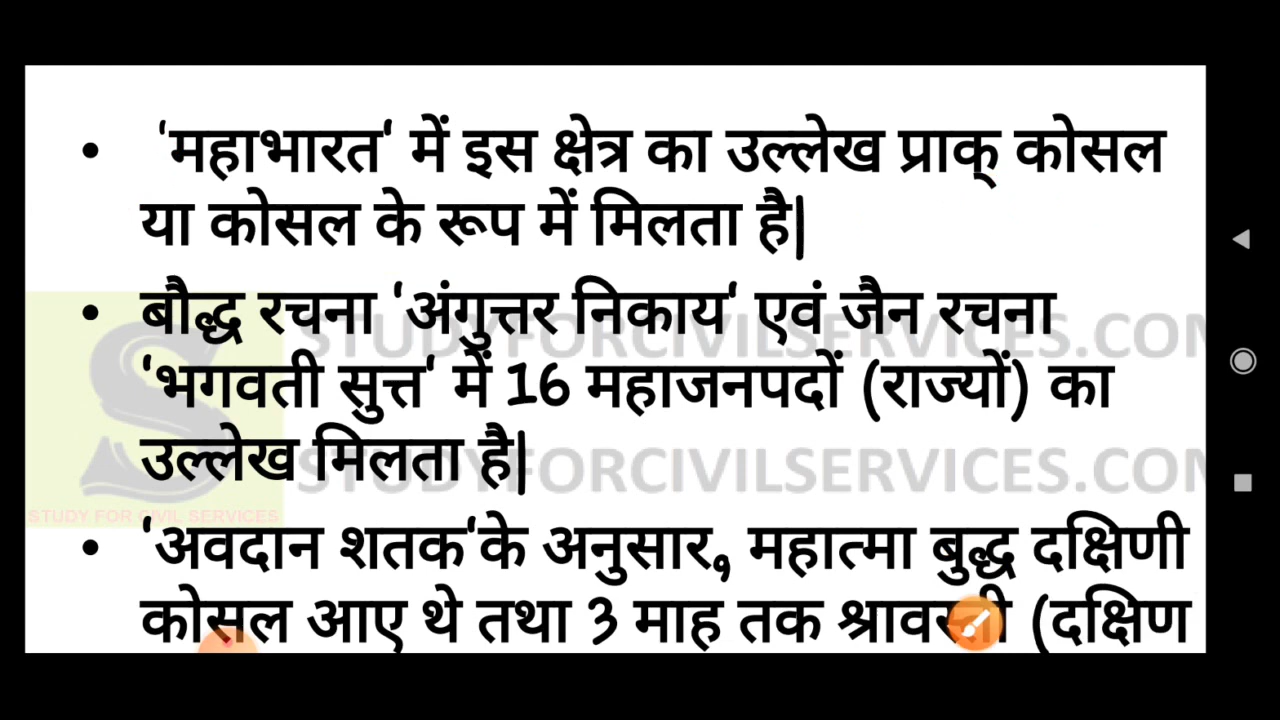 'महाभारत' में इस क्षेत्र का उल्लेख प्राक् कोसल
या कोसल के रूप में मिलता है|
बौद्ध रचना 'अंगुत्तर निकाय' एवं जैन रचना
STUDYFORCIVILSERVICES.COM
'भगवती सुत्त' में 16 महाजनपदों (राज्यों) का
उल्लेख मिलता है|
STUDYFORCIVILSERVICES.COM
STUDY FOR CIVIL SERVICES
'अवदान शतक'के अनुसार, महात्मा बुद्ध दक्षिणी
कोसल आए थे तथा 3 माह तक श्रावस्ती (दक्षिण